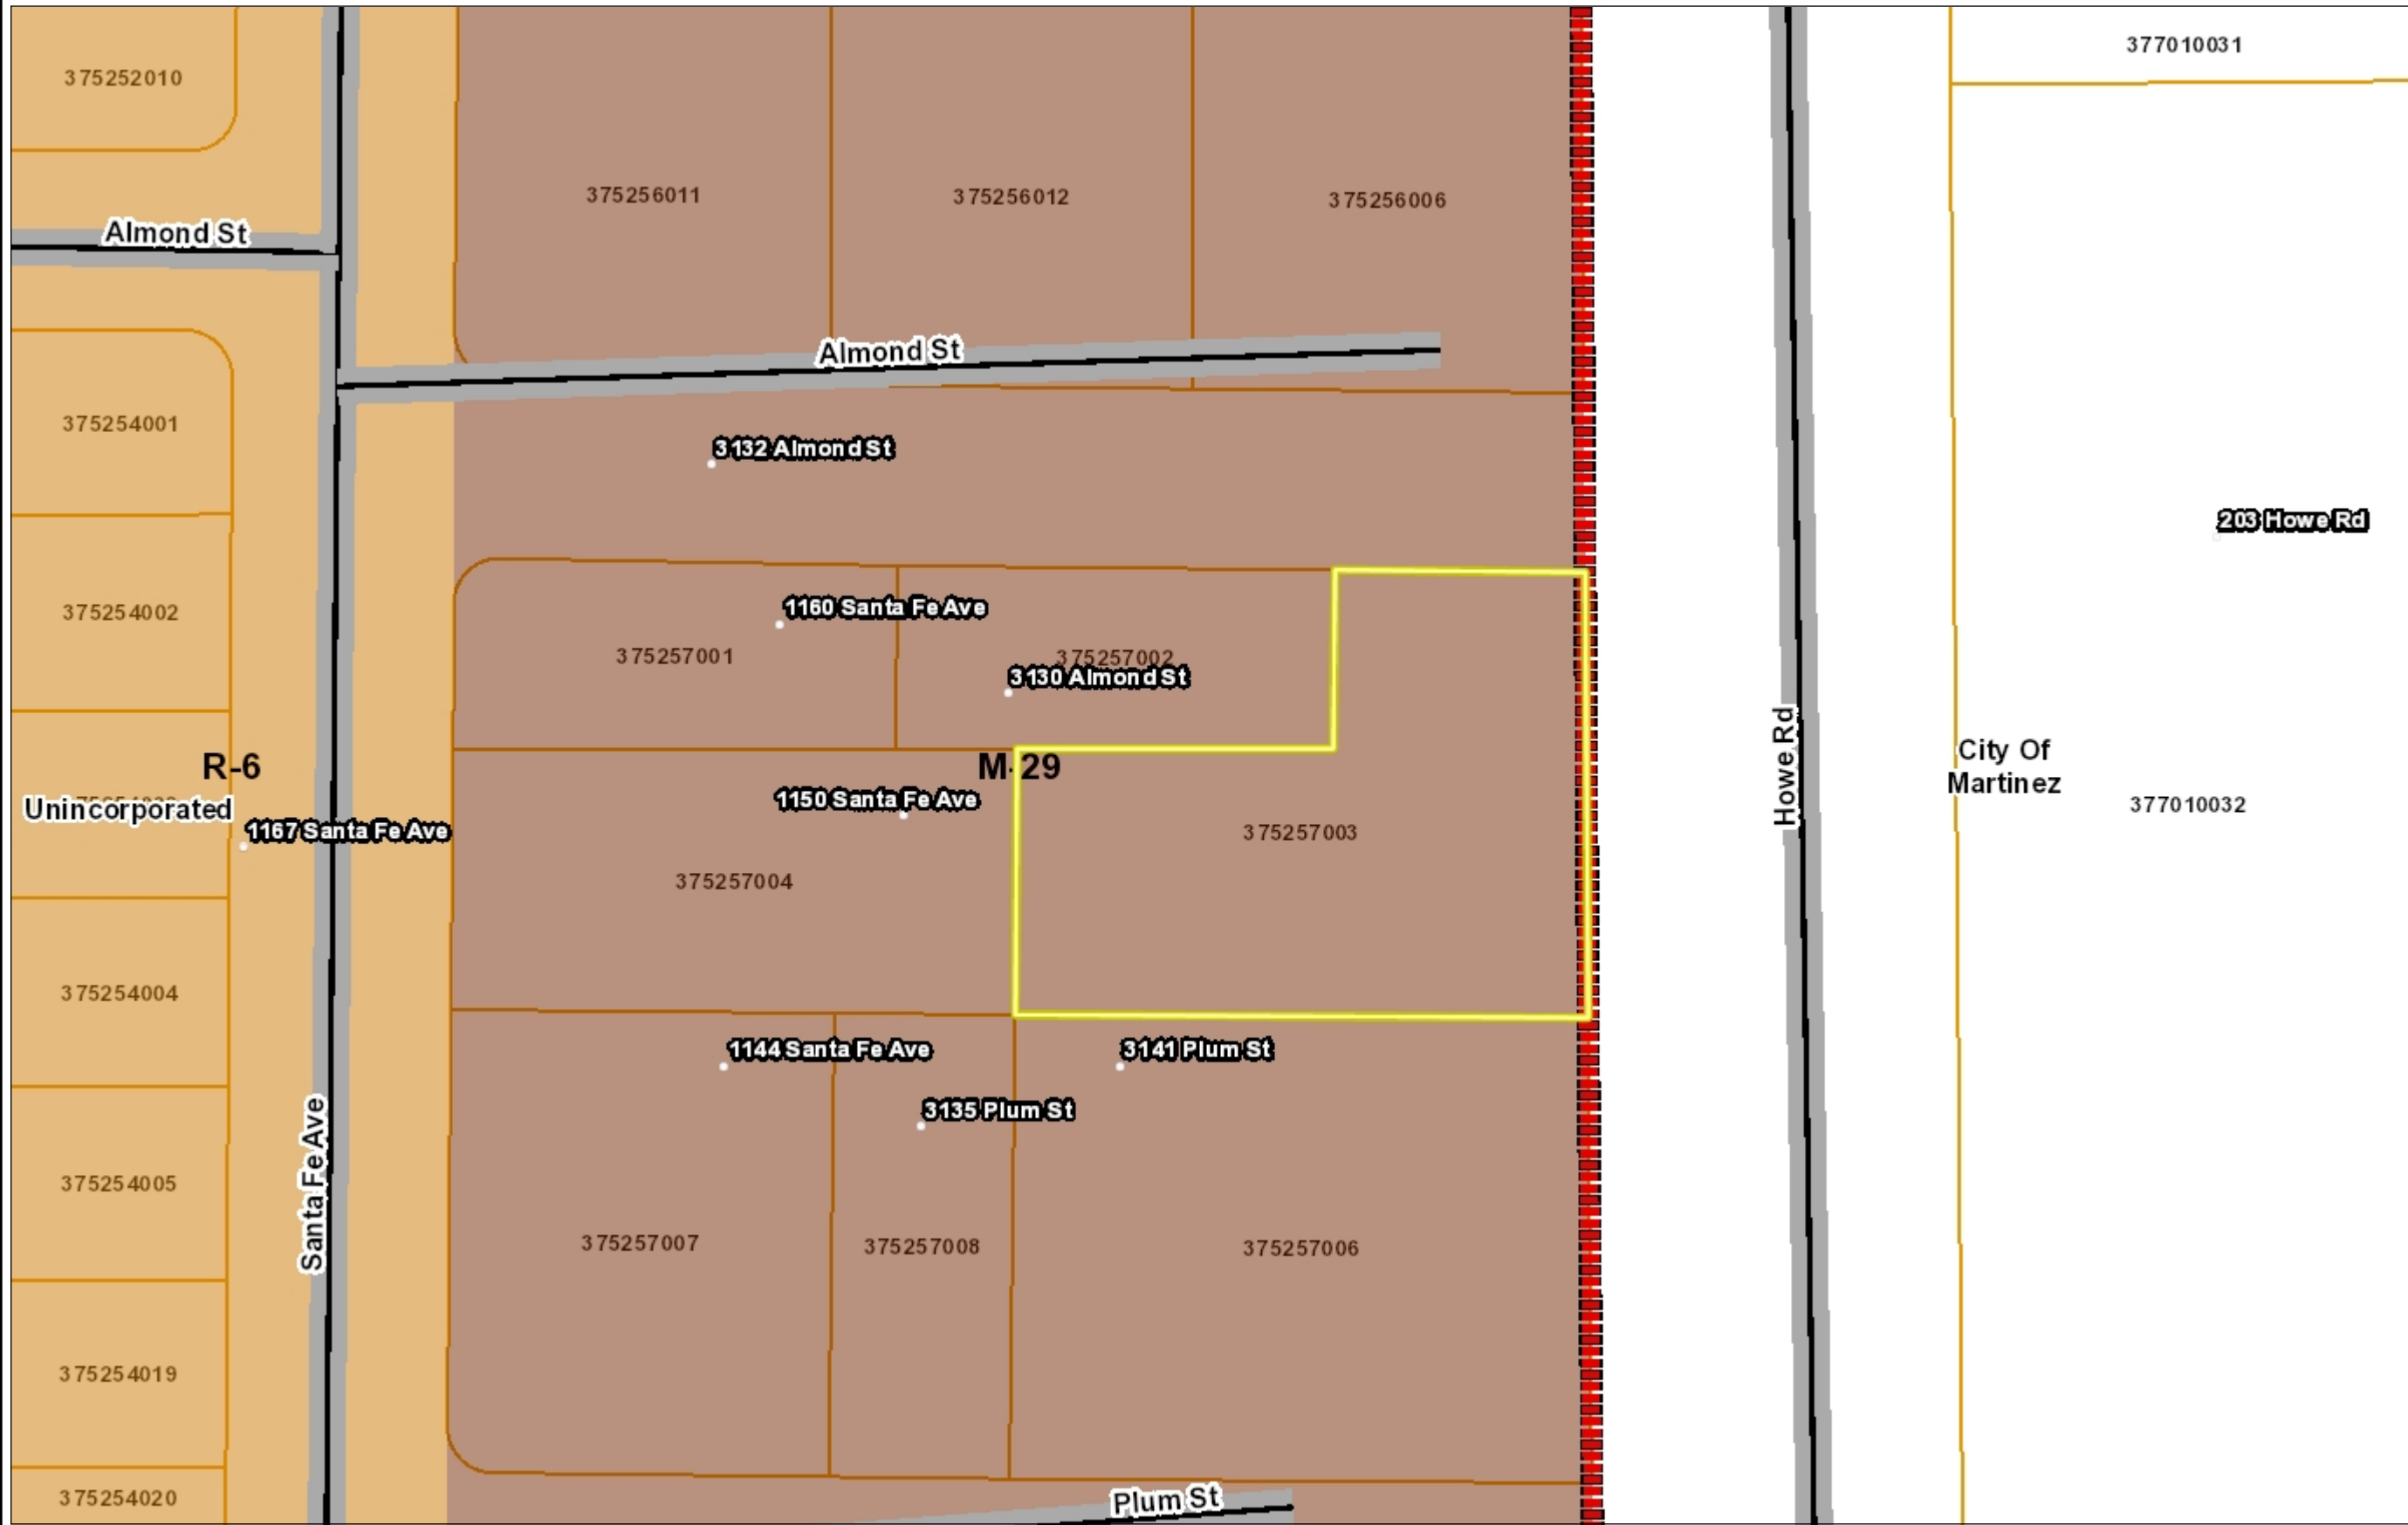 377010031
375252010
375256011
375256012
375256006
Almond St
Almond St
375254001
3132 Almond St
203 Howe Rd
375254002
1160 Santa Fe Ave
375257001
375257002
3130 Almond St
R-6
M-29
City Of
Martinez
Howe Rd
Unincorporated
1150 Santa Fe Ave
377010032
1167 Santa Fe Ave
375257003
375257004
375254004
1144 Santa Fe Ave
3141 Plum St
3135 Plum St
Santa Fe Ave
375254005
375257007
375257008
375257006
375254019
375254020
Plum St